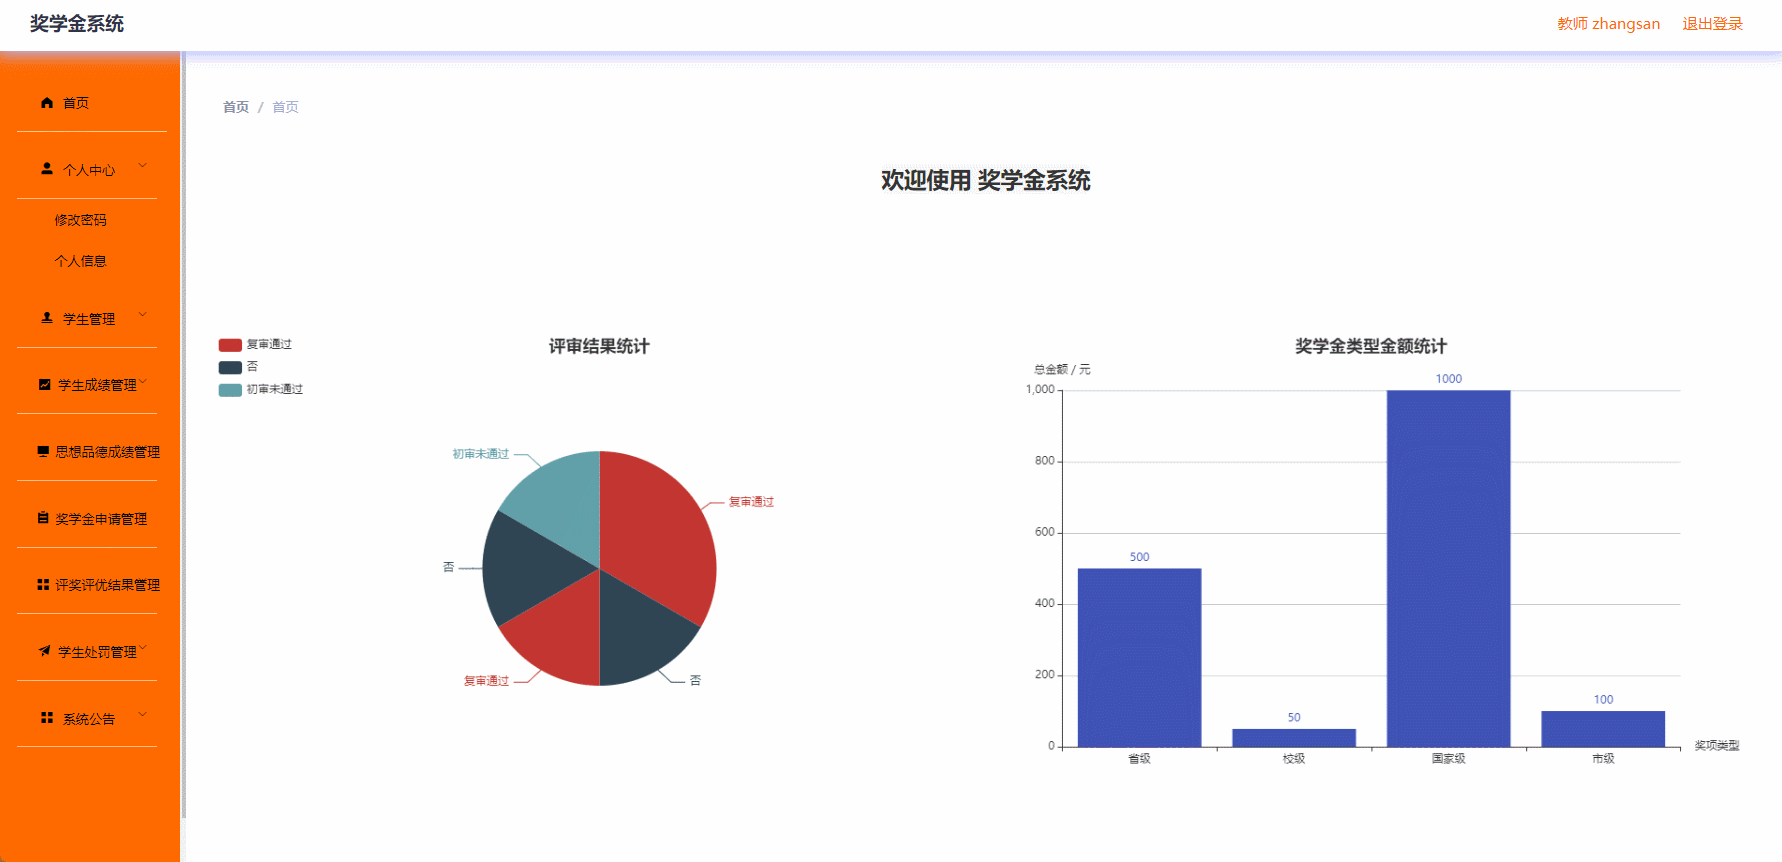 奖学金系统
教师 zhangsan 退出登录
首页
个人中心
修改密码
个人信息
学生管理
学生成绩管理
思想品德成绩管理
奖学金申请管理
评奖评优结果管理
学生处罚管理
系统公告
首页 / 首页
欢迎使用 奖学金系统
复审通过
否
初审未通过
评审结果统计
初审未通过
复审通过
否
复审通过
否
奖学金类型金额统计
总金额 / 元
1,000
800
600
400
200
0
500
50
1000
100
省级
校级
国家级
市级
奖项类型